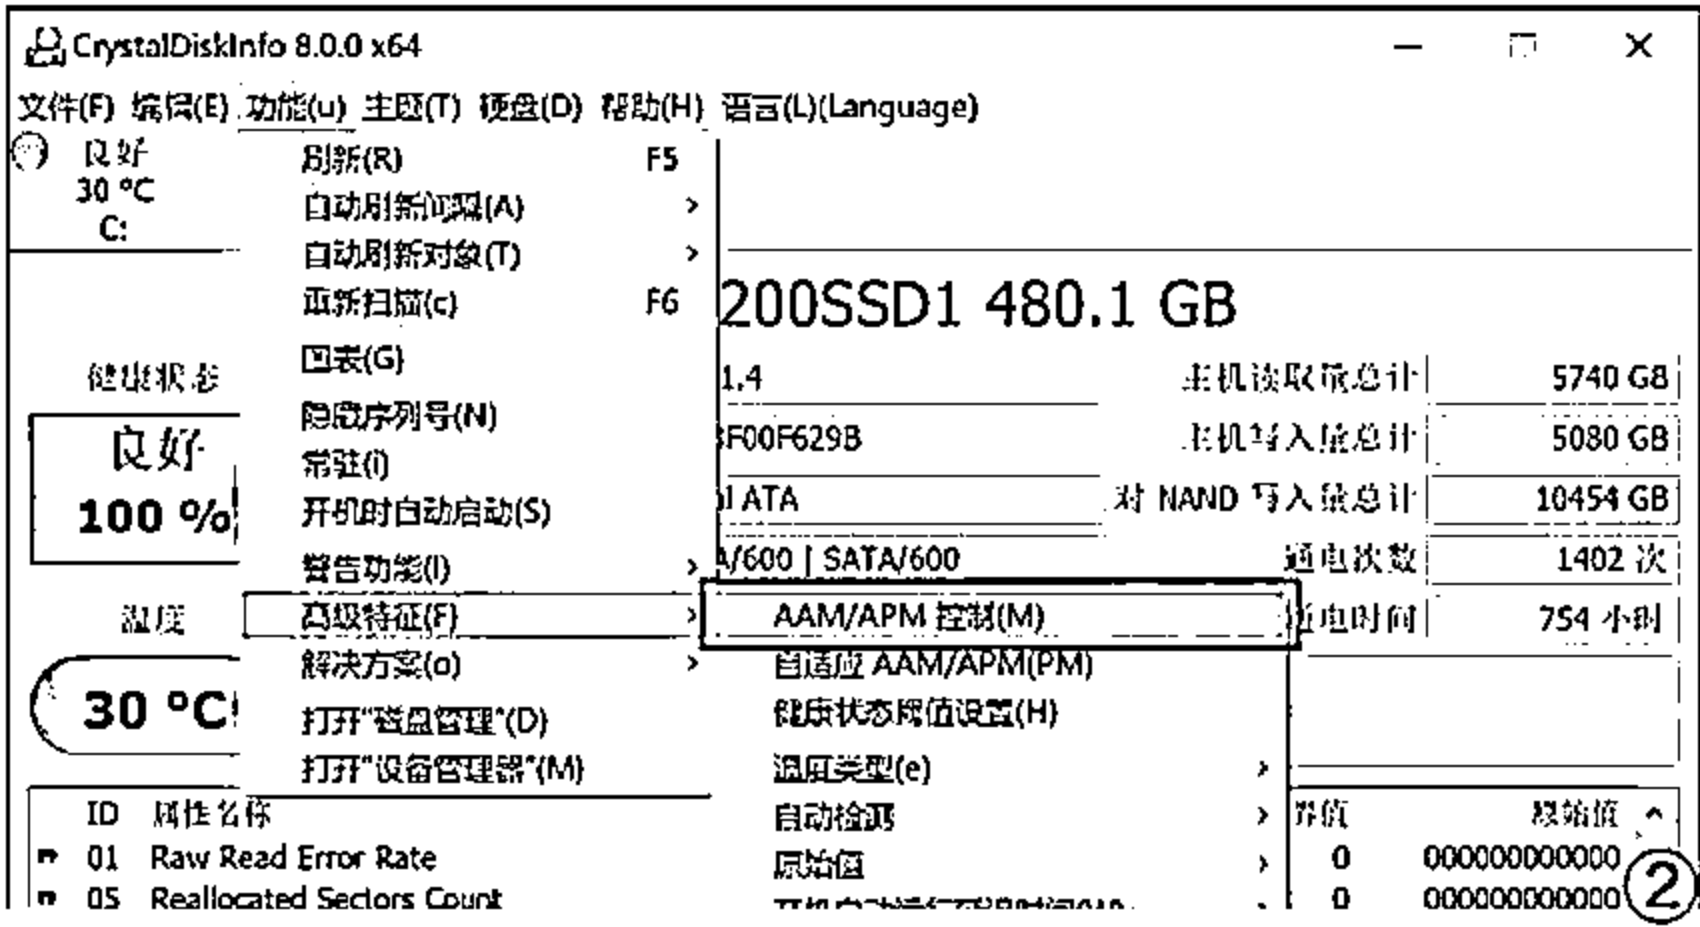 CrystalDiskInfo 8.0.0 x64
文件(F) 编辑(E) 功能(u) 主题(T) 硬盘(D) 帮助(H) 语言(L)(Language)
良好
30 °C
C:
刷新(R) F5
自动刷新间隔(A)
自动刷新对象(T)
重新扫描(c) F6
图表(G)
隐藏序列号(N)
常驻(i)
开机时自动启动(S)
警告功能(l)
高级特征(F)
解决方案(o)
打开"磁盘管理"(D)
打开"设备管理器"(M)
AAM/APM 控制(M)
自适应 AAM/APM(PM)
健康状态阈值设置(H)
温度类型(e)
自动检测
原始值
200SSD1 480.1 GB
健康状态
良好
100 %
温度
30 °C
1.4 主机读取量总计 5740 GB
F00F629B 主机写入量总计 5080 GB
ATA 对 NAND 写入量总计 10454 GB
/600 | SATA/600 通电次数 1402 次
电时间 754 小时
ID 属性名称 界值 原始值
01 Raw Read Error Rate 0 000000000000
05 Reallocated Sectors Count 0 000000000000
②